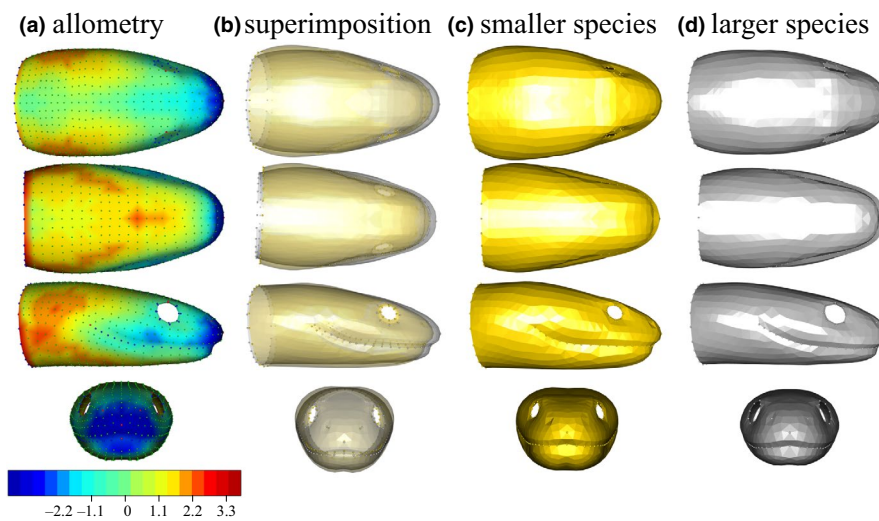 (a) allometry (b) superimposition (c) smaller species (d) larger species
−2.2 −1.1 0 1.1 2.2 3.3